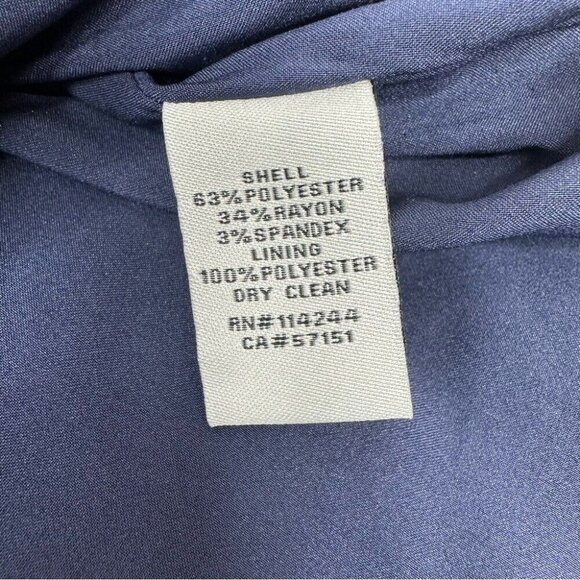 SHELL
63%POLYESTER
34%RAYON
3%SPANDEX
LINING
100%POLYESTER
DRY CLEAN
RN#114244
CA#57151